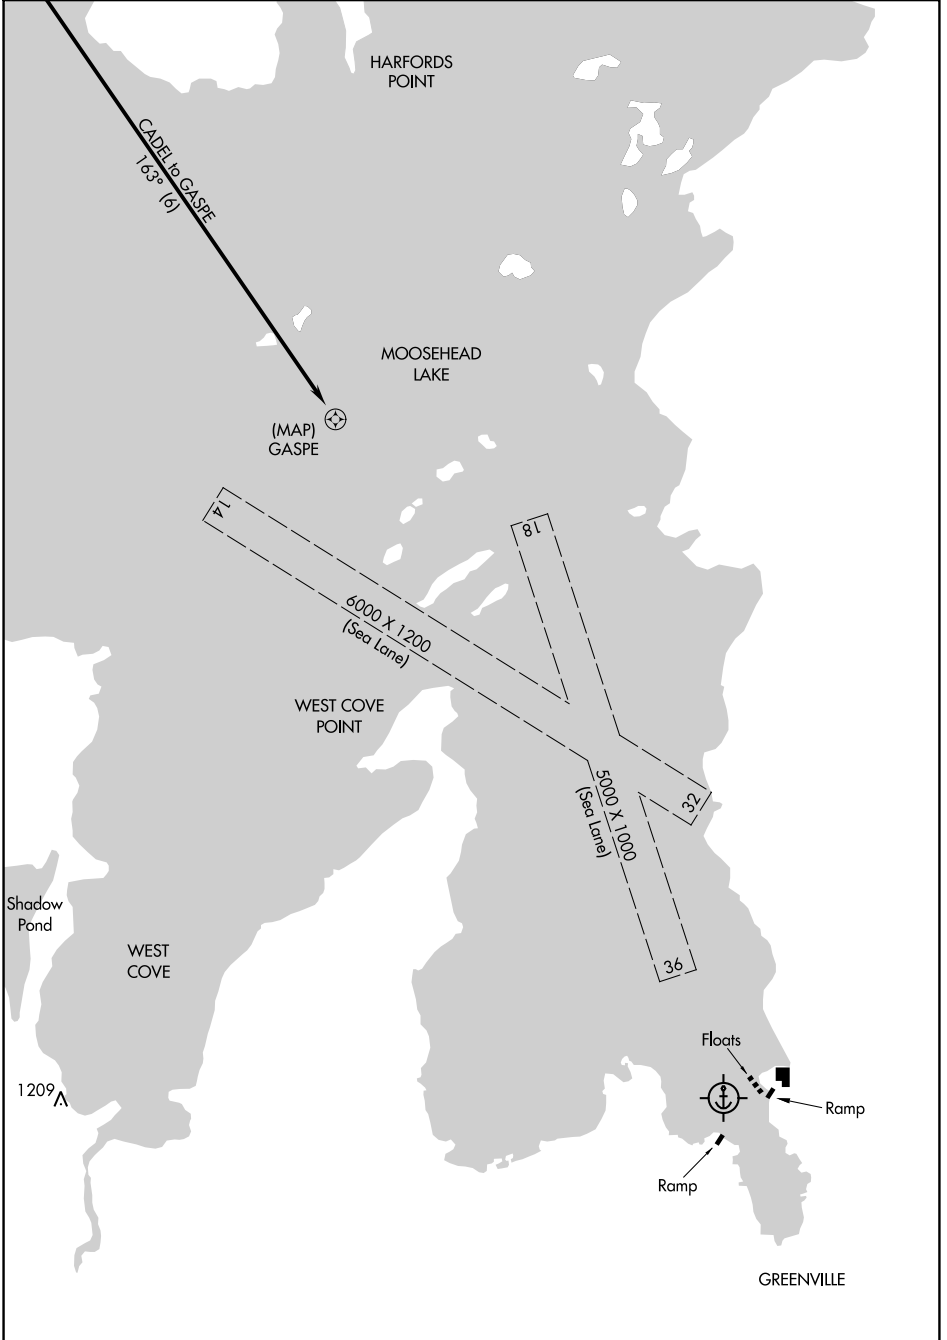 HARFORDS
POINT
CADEL to GASPE
163° (6)
MOOSEHEAD
LAKE
(MAP)
GASPE
14
18
6000 X 1200
(Sea Lane)
WEST COVE
POINT
5000 X 1000
(Sea Lane)
32
Shadow
Pond
WEST
COVE
36
Floats
1209
Ramp
Ramp
GREENVILLE